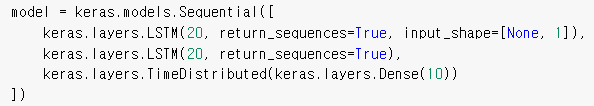 model = keras.models.Sequential([
    keras.layers.LSTM(20, return_sequences=True, input_shape=[None, 1]),
    keras.layers.LSTM(20, return_sequences=True),
    keras.layers.TimeDistributed(keras.layers.Dense(10))
])